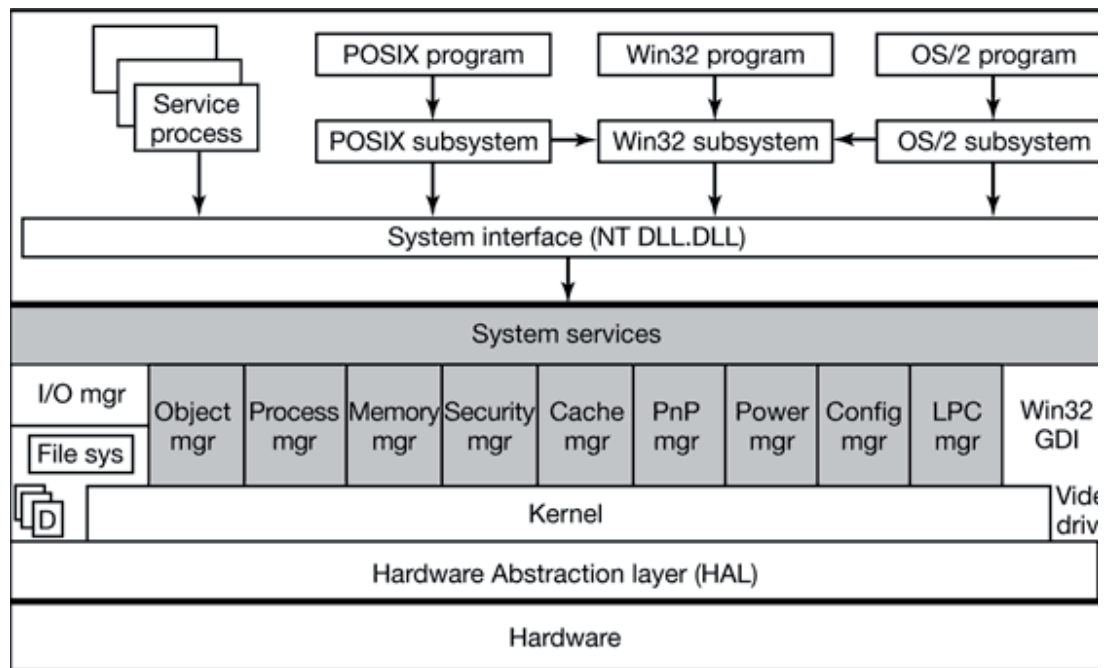 POSIX program
Win32 program
OS/2 program
Service
process
POSIX subsystem
Win32 subsystem
OS/2 subsystem
System interface (NT DLL.DLL)
System services
I/O mgr
File sys
D
Object
mgr
Process
mgr
Memory
mgr
Security
mgr
Cache
mgr
PnP
mgr
Power
mgr
Config
mgr
LPC
mgr
Win32
GDI
Kernel
Hardware Abstraction layer (HAL)
Hardware